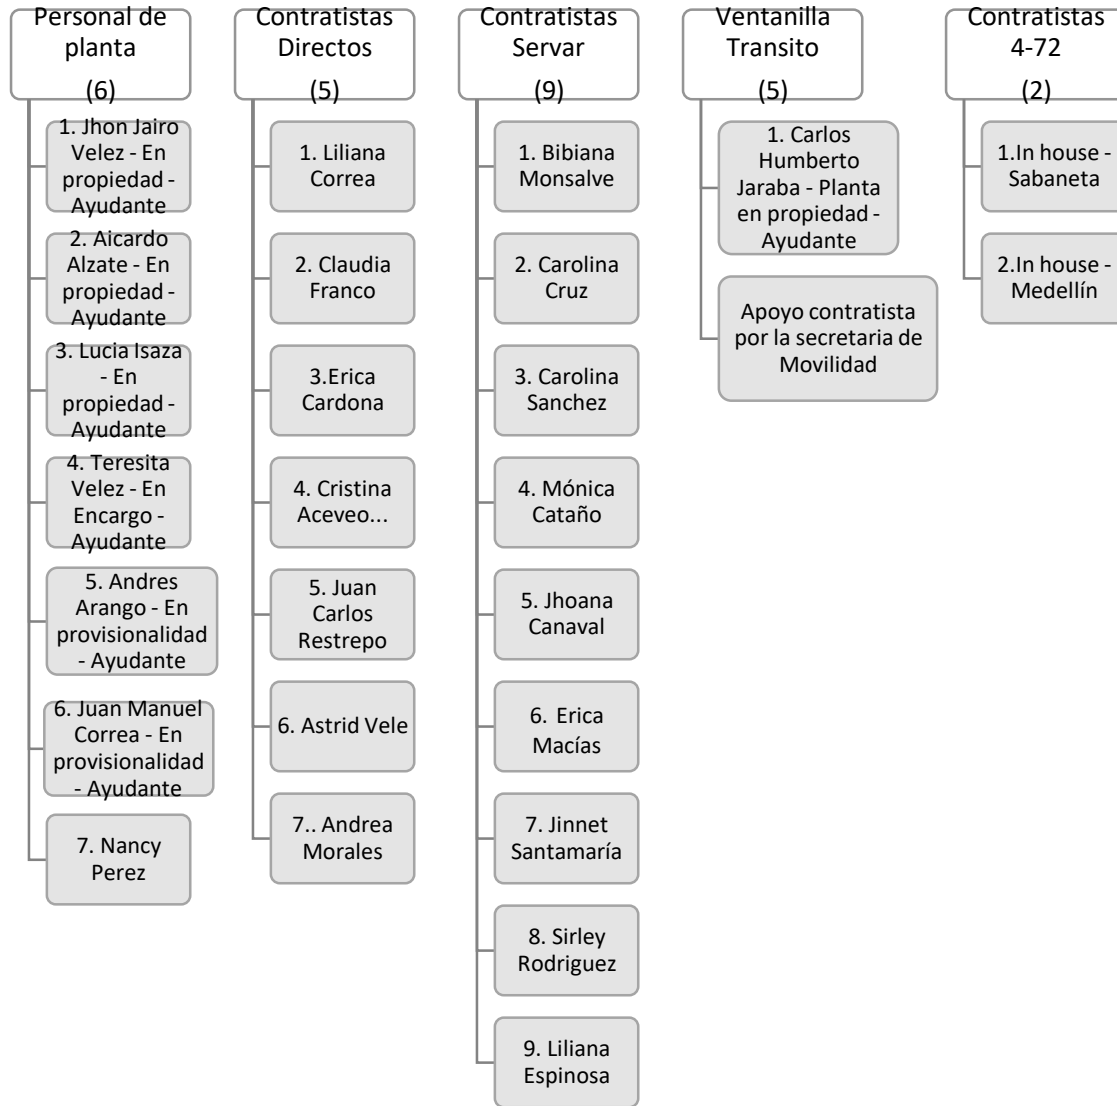 Personal de
planta
(6)
1. Jhon Jairo
Velez - En
propiedad -
Ayudante
2. Aicardo
Alzate - En
propiedad -
Ayudante
3. Lucia Isaza
- En
propiedad -
Ayudante
4. Teresita
Velez - En
Encargo -
Ayudante
5. Andres
Arango - En
provisionalidad
- Ayudante
6. Juan Manuel
Correa - En
provisionalidad
- Ayudante
7. Nancy
Perez
Contratistas
Directos
(5)
1. Liliana
Correa
2. Claudia
Franco
3.Erica
Cardona
4. Cristina
Aceveo...
5. Juan
Carlos
Restrepo
6. Astrid Vele
7.. Andrea
Morales
Contratistas
Servar
(9)
1. Bibiana
Monsalve
2. Carolina
Cruz
3. Carolina
Sanchez
4. Mónica
Cataño
5. Jhoana
Canaval
6. Erica
Macías
7. Jinnet
Santamaría
8. Sirley
Rodriguez
9. Liliana
Espinosa
Ventanilla
Transito
(5)
1. Carlos
Humberto
Jaraba - Planta
en propiedad -
Ayudante
Apoyo contratista
por la secretaria de
Movilidad
Contratistas
4-72
(2)
1.In house -
Sabaneta
2.In house -
Medellín